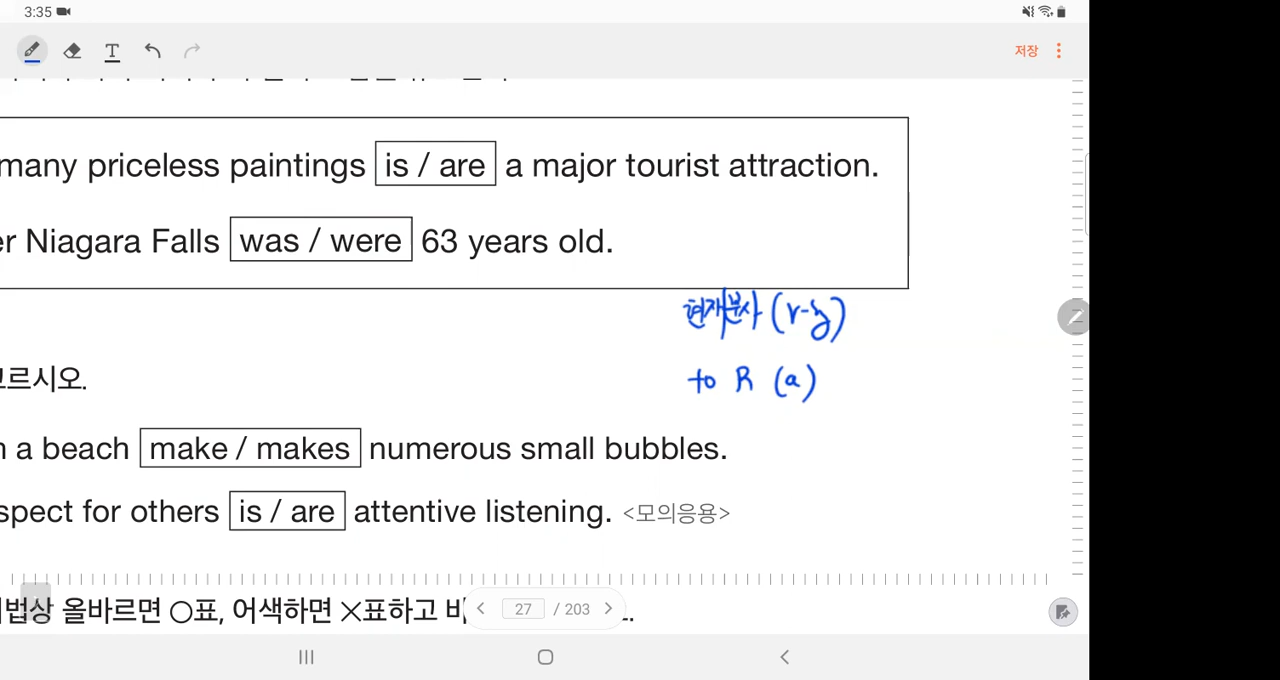 3:35
저장
many priceless paintings is / are a major tourist attraction.
er Niagara Falls was / were 63 years old.
현재분사 (r-ing)
to R (a)
고르시오.
a beach make / makes numerous small bubbles.
spect for others is / are attentive listening. <모의응용>
법상 올바르면 ○표, 어색하면 ×표하고
27 / 203